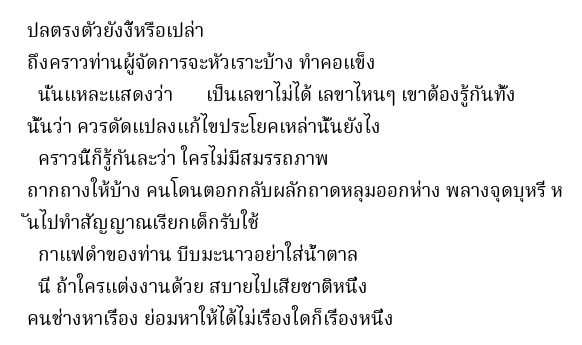 ปลตรงตัวยังงี้หรือเปล่า
ถึงคราวท่านผู้จัดการจะหัวเราะบ้าง ทำคอแข็ง
นั่นแหละแสดงว่า เป็นเลขาไม่ได้ เลขาไหนๆ เขาต้องรู้กันทั้ง
นั้นว่า ควรดัดแปลงแก้ไขประโยคเหล่านั้นยังไง
คราวนี้ก็รู้กันละว่า ใครไม่มีสมรรถภาพ
ถากถางให้บ้าง คนโดนตอกกลับผลักถาดหลุมออกห่าง พลางจุดบุหรี่ ห
ันไปทำสัญญาณเรียกเด็กรับใช้
กาแฟดำของท่าน บีบมะนาวอย่าใส่น้ำตาล
นี่ ถ้าใครแต่งงานด้วย สบายไปเสียชาติหนึ่ง
คนช่างหาเรื่อง ย่อมหาให้ได้ไม่เรื่องใดก็เรื่องหนึ่ง